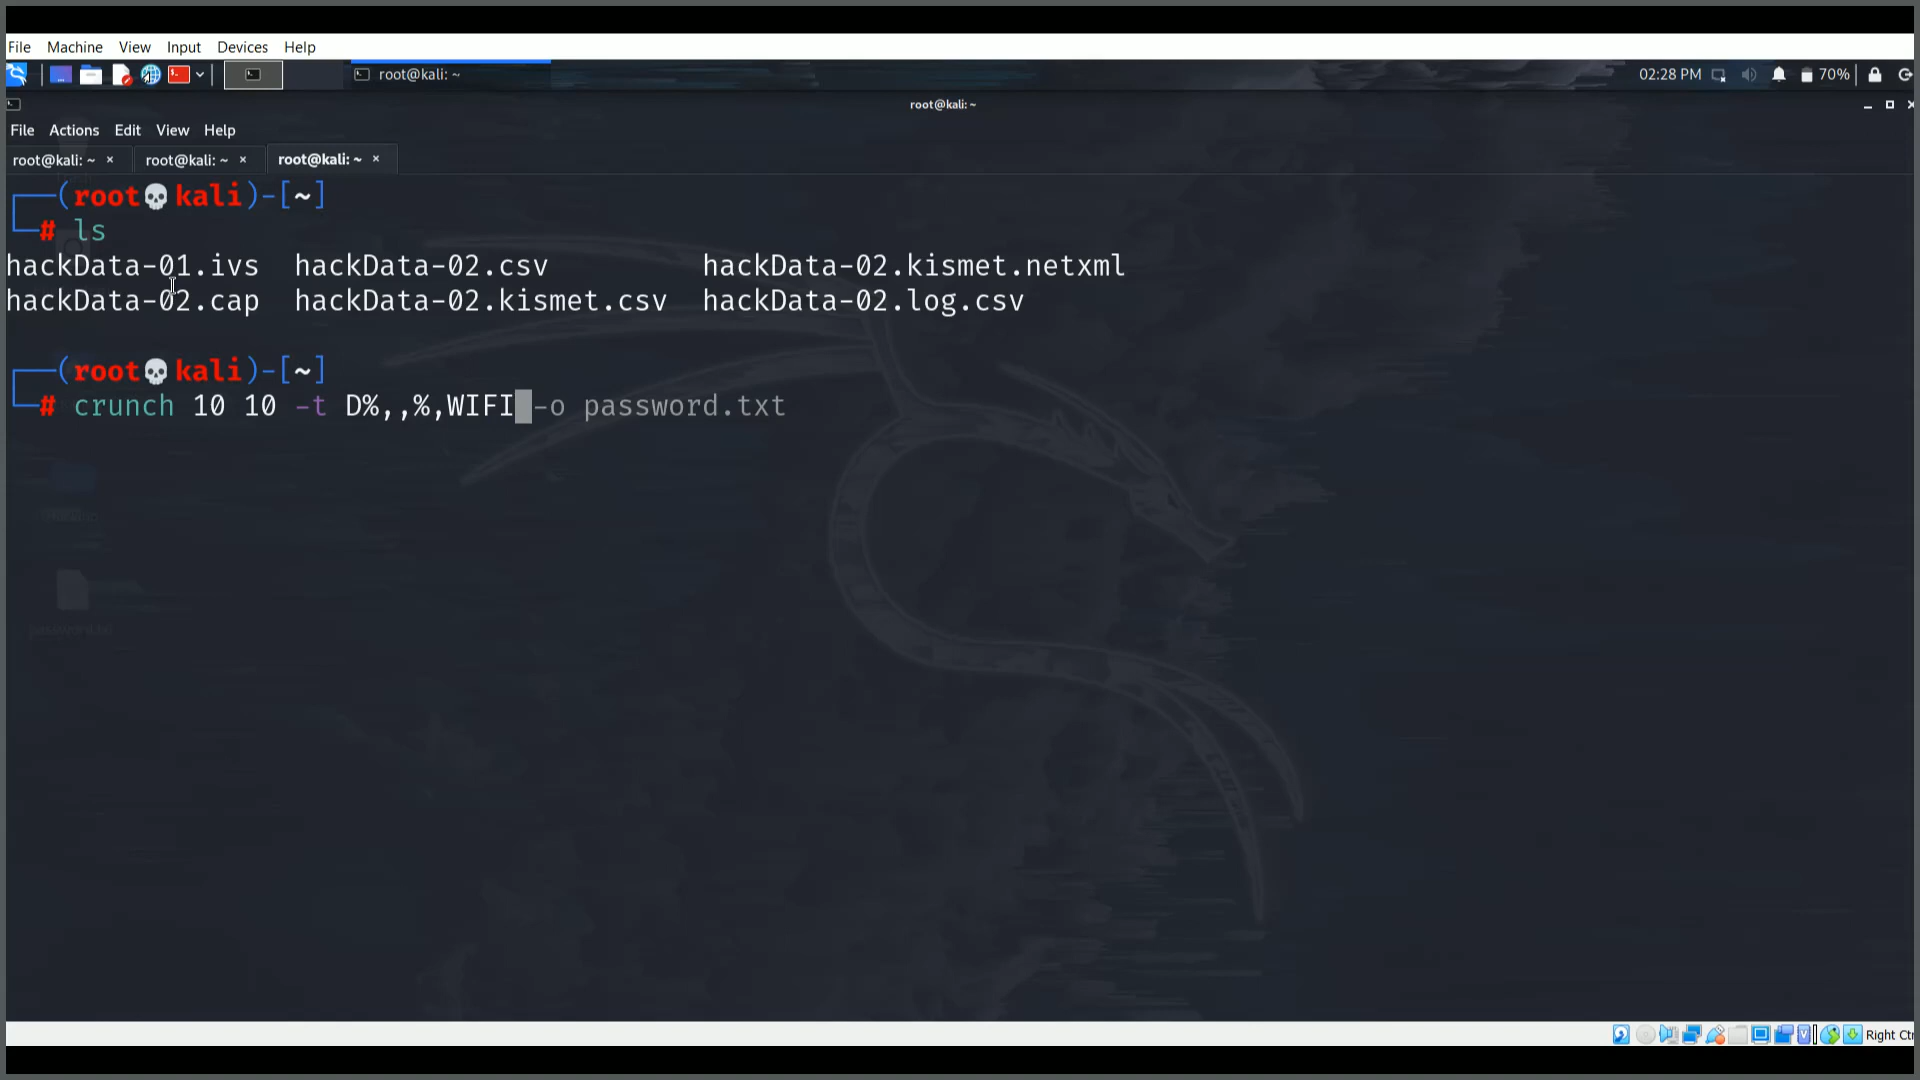 File Machine View Input Devices Help
root@kali: ~ 02:28 PM 70%
root@kali: ~
File Actions Edit View Help
root@kali: ~ × root@kali: ~ × root@kali: ~ ×
┌──(root💀kali)-[~]
└─# ls
hackData-01.ivs hackData-02.csv hackData-02.kismet.netxml
hackData-02.cap hackData-02.kismet.csv hackData-02.log.csv
┌──(root💀kali)-[~]
└─# crunch 10 10 -t D%,,%,WIFI -o password.txt
password.txt
Right Ctr